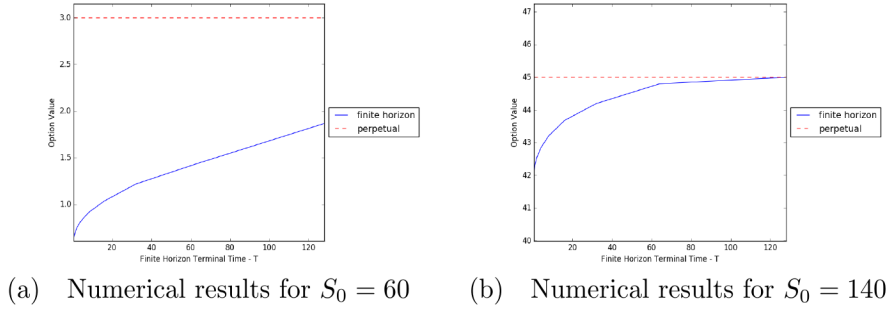 3.0
2.5
2.0
1.5
1.0
Option Value
20 40 60 80 100 120
Finite Horizon Terminal Time - T
finite horizon
perpetual
47
46
45
44
43
42
41
40
Option Value
20 40 60 80 100 120
Finite Horizon Terminal Time - T
finite horizon
perpetual
(a) Numerical results for S₀ = 60
(b) Numerical results for S₀ = 140